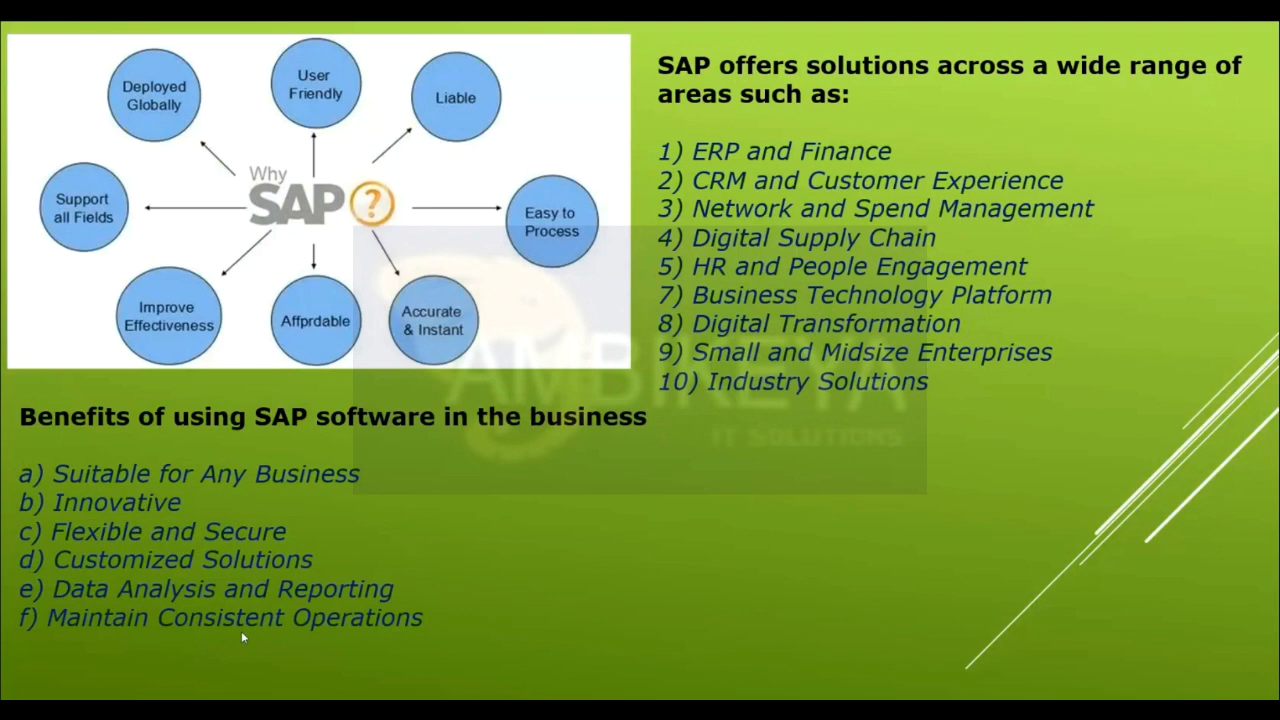 Deployed
Globally
User
Friendly
Liable
Support
all Fields
Why
SAP ?
Easy to
Process
Improve
Effectiveness
Affprdable
Accurate
& Instant
SAP offers solutions across a wide range of
areas such as:
1) ERP and Finance
2) CRM and Customer Experience
3) Network and Spend Management
4) Digital Supply Chain
5) HR and People Engagement
7) Business Technology Platform
8) Digital Transformation
9) Small and Midsize Enterprises
10) Industry Solutions
AMBIKEYA
IT SOLUTIONS
Benefits of using SAP software in the business
a) Suitable for Any Business
b) Innovative
c) Flexible and Secure
d) Customized Solutions
e) Data Analysis and Reporting
f) Maintain Consistent Operations